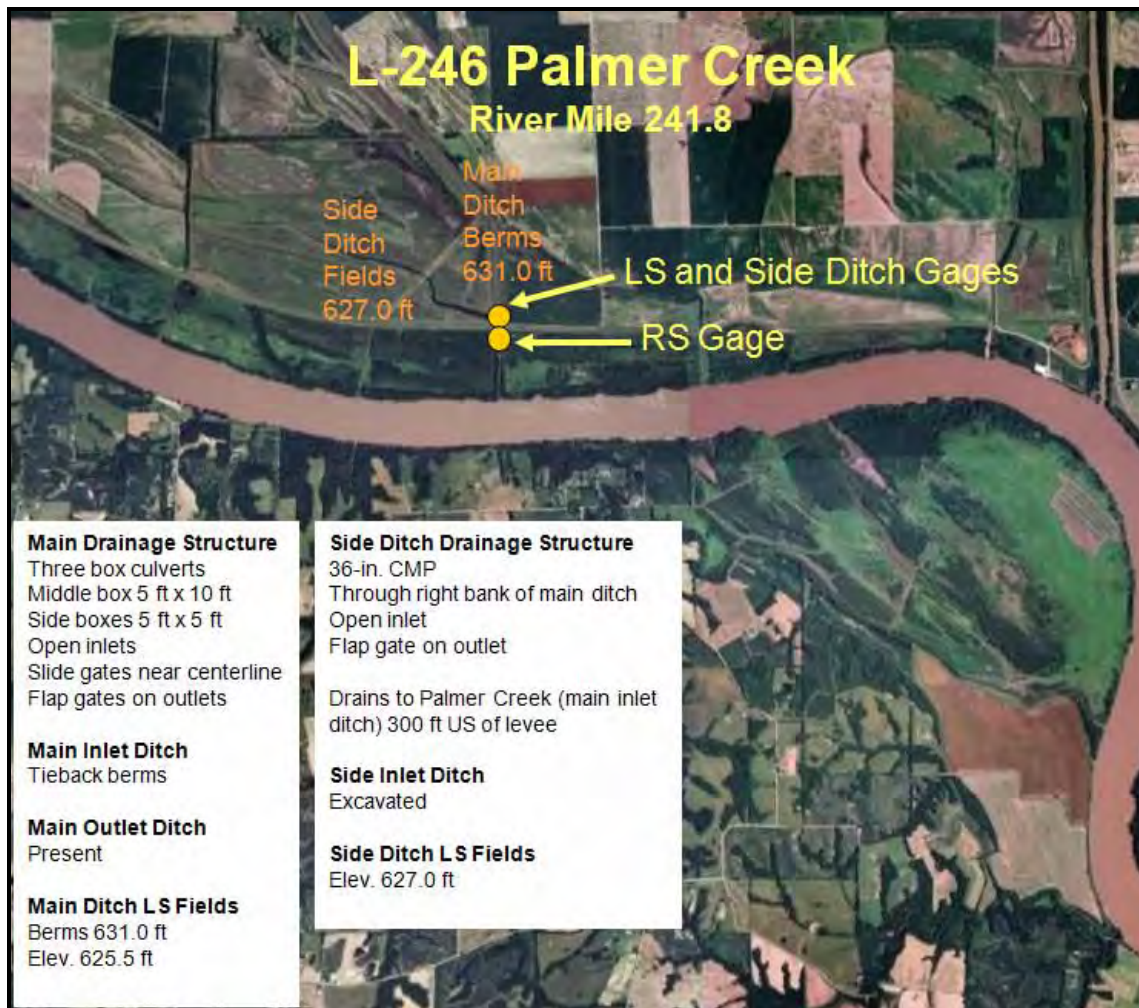 L-246 Palmer Creek
River Mile 241.8
Main
Ditch
Berms
631.0 ft
Side
Ditch
Fields
627.0 ft
LS and Side Ditch Gages
RS Gage
Main Drainage Structure
Three box culverts
Middle box 5 ft x 10 ft
Side boxes 5 ft x 5 ft
Open inlets
Slide gates near centerline
Flap gates on outlets
Main Inlet Ditch
Tieback berms
Main Outlet Ditch
Present
Main Ditch LS Fields
Berms 631.0 ft
Elev. 625.5 ft
Side Ditch Drainage Structure
36-in. CMP
Through right bank of main ditch
Open inlet
Flap gate on outlet
Drains to Palmer Creek (main inlet
ditch) 300 ft US of levee
Side Inlet Ditch
Excavated
Side Ditch LS Fields
Elev. 627.0 ft